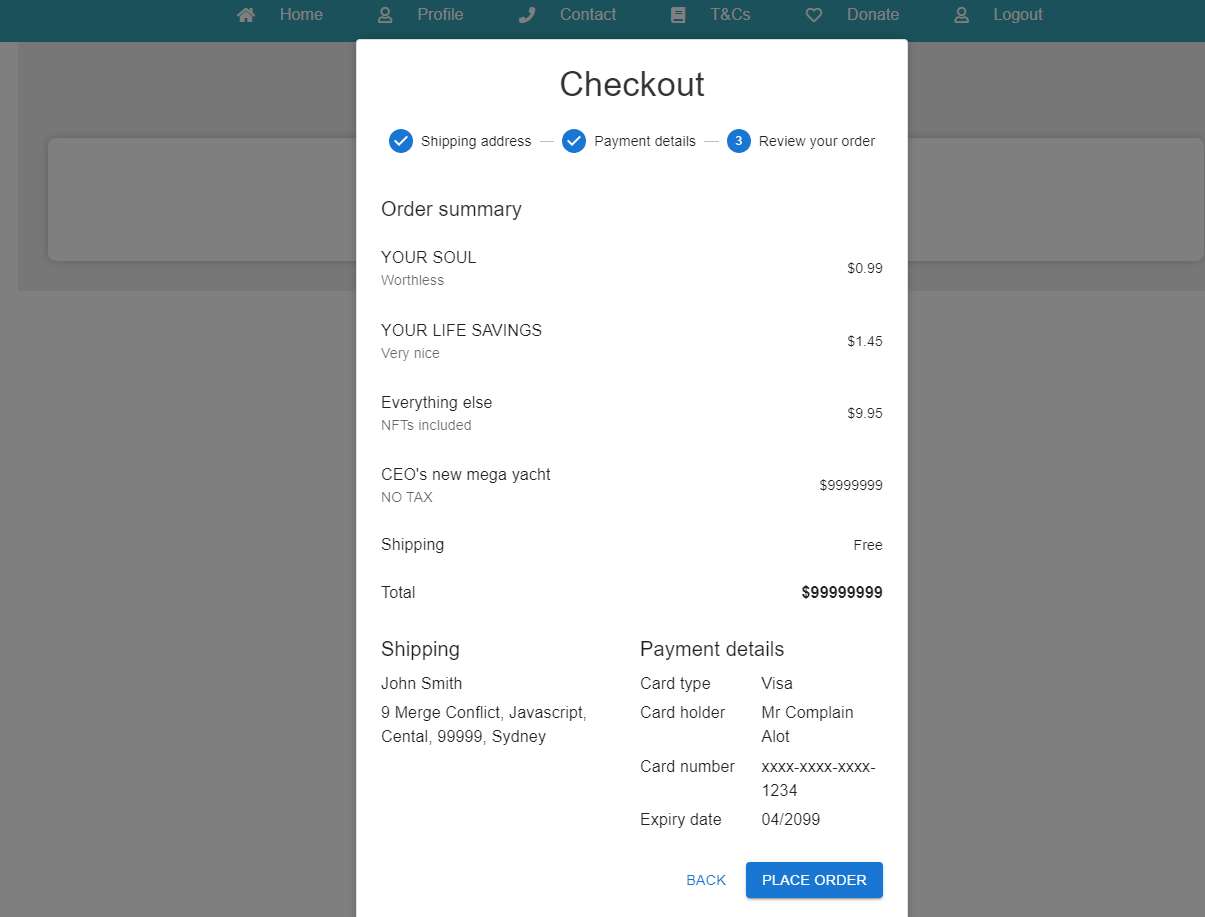 Home Profile Contact T&Cs Donate Logout
Checkout
Shipping address Payment details 3 Review your order
Order summary
YOUR SOUL
Worthless
$0.99
YOUR LIFE SAVINGS
Very nice
$1.45
Everything else
NFTs included
$9.95
CEO's new mega yacht
NO TAX
$9999999
Shipping Free
Total $99999999
Shipping
John Smith
9 Merge Conflict, Javascript,
Cental, 99999, Sydney
Payment details
Card type Visa
Card holder Mr Complain
Alot
Card number xxxx-xxxx-xxxx-
1234
Expiry date 04/2099
BACK PLACE ORDER